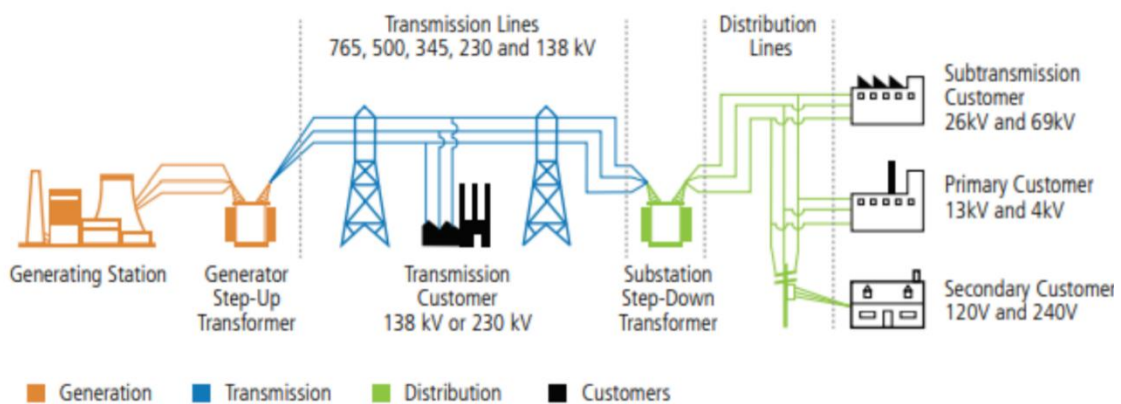 Transmission Lines
765, 500, 345, 230 and 138 kV
Distribution
Lines
Subtransmission
Customer
26kV and 69kV
Primary Customer
13kV and 4kV
Secondary Customer
120V and 240V
Generating Station
Generator
Step-Up
Transformer
Transmission
Customer
138 kV or 230 kV
Substation
Step-Down
Transformer
Generation
Transmission
Distribution
Customers